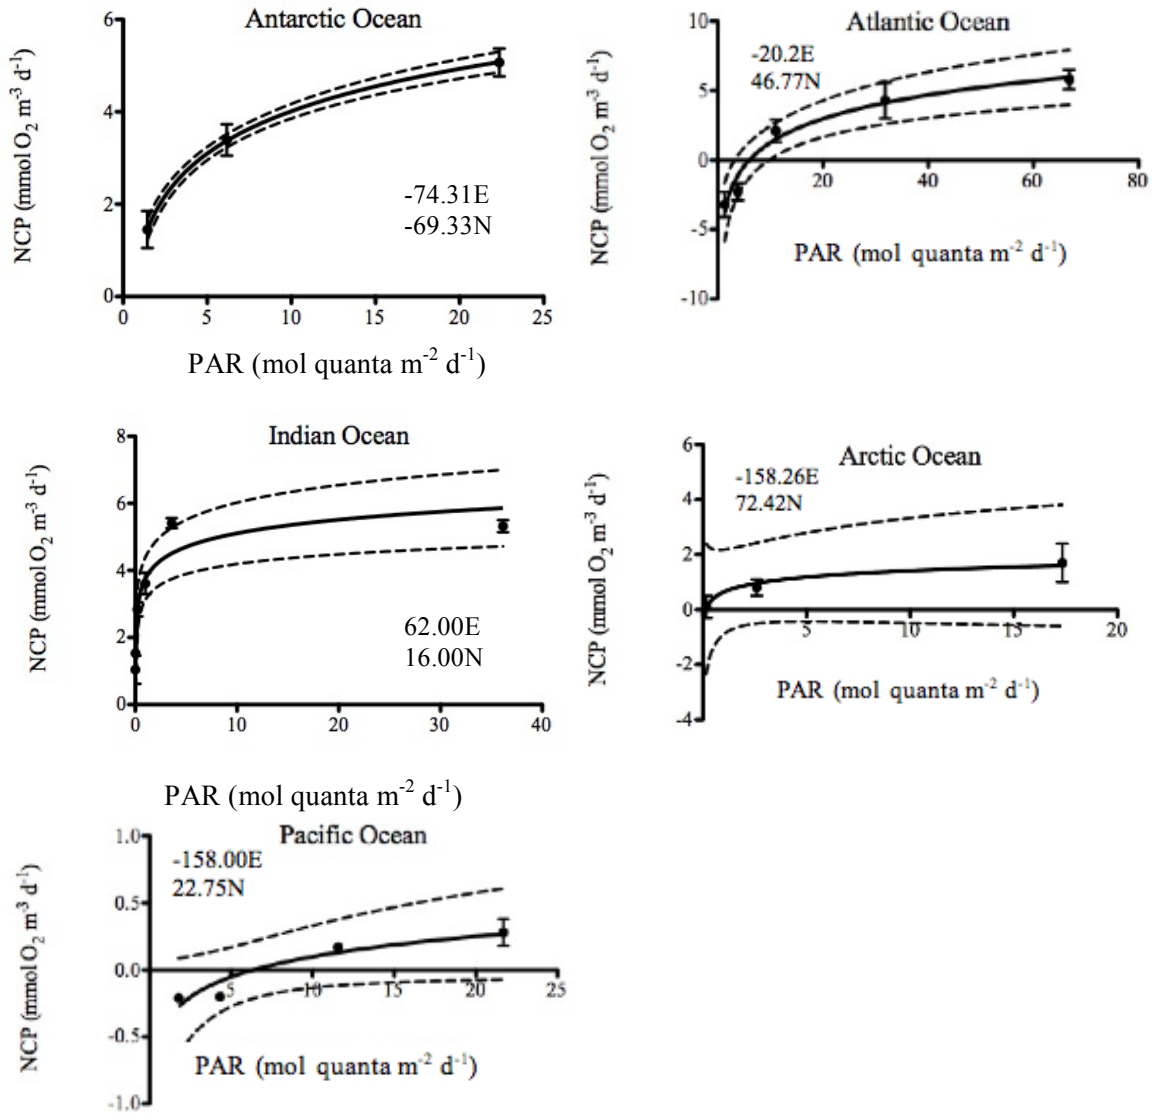 Antarctic Ocean
NCP (mmol O2 m-3 d-1)
6
4
2
0
-74.31E
-69.33N
0 5 10 15 20 25
PAR (mol quanta m-2 d-1)
Atlantic Ocean
NCP (mmol O2 m-3 d-1)
10
5
0
-5
-10
-20.2E
46.77N
20 40 60 80
PAR (mol quanta m-2 d-1)
Indian Ocean
NCP (mmol O2 m-3 d-1)
8
6
4
2
0
62.00E
16.00N
0 10 20 30 40
PAR (mol quanta m-2 d-1)
Arctic Ocean
NCP (mmol O2 m-3 d-1)
6
4
2
0
-2
-4
-158.26E
72.42N
5 10 15 20
PAR (mol quanta m-2 d-1)
Pacific Ocean
NCP (mmol O2 m-3 d-1)
1.0
0.5
0.0
-0.5
-1.0
-158.00E
22.75N
5 10 15 20 25
PAR (mol quanta m-2 d-1)